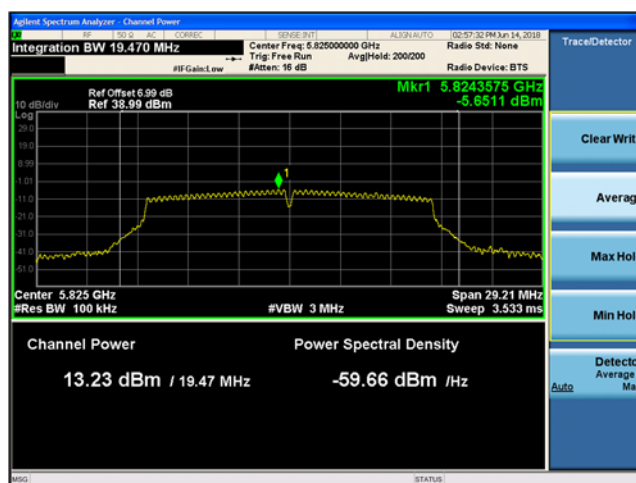 Agilent Spectrum Analyzer - Channel Power
RF 50 Ω AC CORREC SENSE:INT ALIGN AUTO 02:57:32 PM Jun 14, 2018
Integration BW 19.470 MHz Center Freq: 5.825000000 GHz Radio Std: None
Trig: Free Run Avg|Hold: 200/200
#IFGain:Low #Atten: 16 dB Radio Device: BTS
Trace/Detector
Ref Offset 6.99 dB Mkr1 5.8243575 GHz
10 dB/div Ref 38.99 dBm -5.6511 dBm
Log
29.0
19.0
8.99
-1.01
-11.0
-21.0
-31.0
-41.0
-51.0
1
Center 5.825 GHz Span 29.21 MHz
#Res BW 100 kHz #VBW 3 MHz Sweep 3.533 ms
Channel Power Power Spectral Density
13.23 dBm / 19.47 MHz -59.66 dBm /Hz
Clear Writ
Averag
Max Hol
Min Hol
Detecto
Average
Auto Ma
MSG STATUS